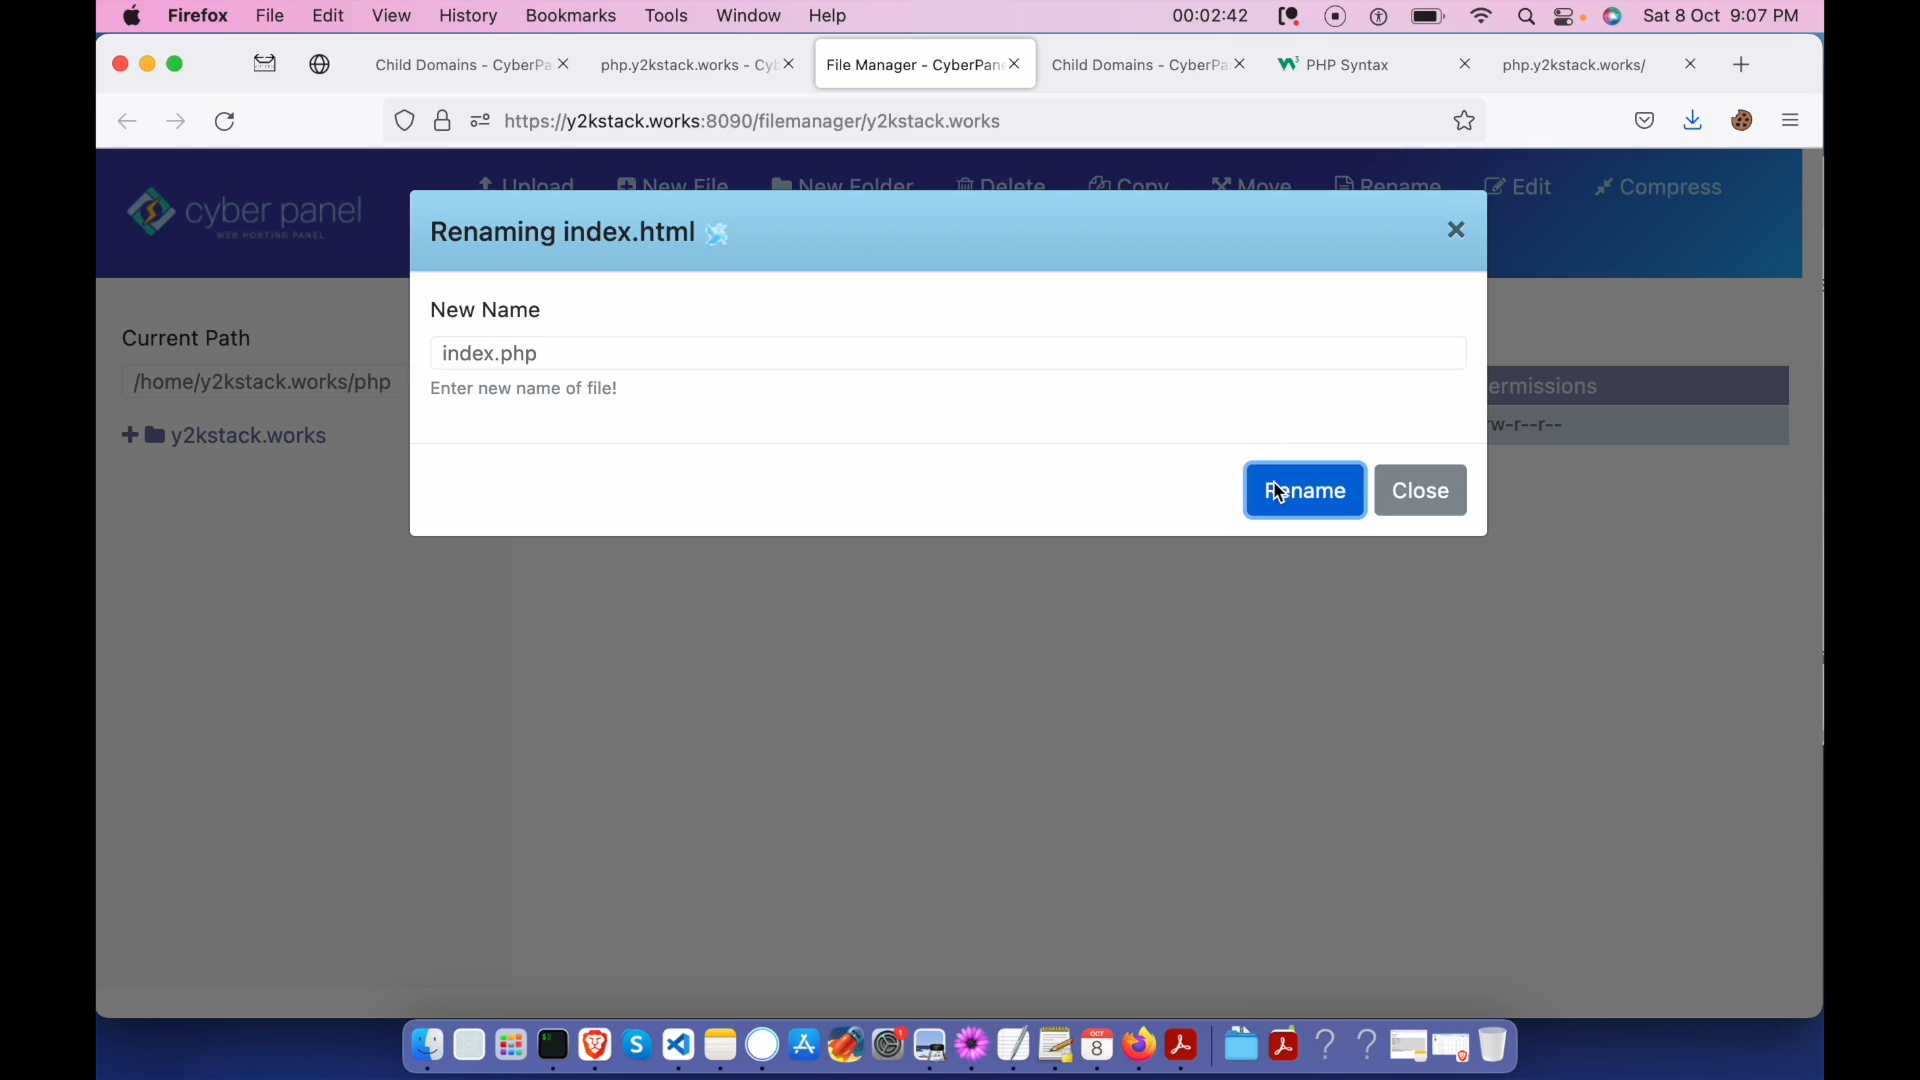 Firefox File Edit View History Bookmarks Tools Window Help 00:02:42 Sat 8 Oct 9:07 PM
Child Domains - CyberPa php.y2kstack.works - Cy File Manager - CyberPan Child Domains - CyberPa PHP Syntax php.y2kstack.works/
https://y2kstack.works:8090/filemanager/y2kstack.works
Upload New File New Folder Delete Copy Move Rename Edit Compress
cyber panel
WEB HOSTING PANEL
Renaming index.html
New Name
index.php
Enter new name of file!
Rename Close
Current Path
/home/y2kstack.works/php
y2kstack.works
ermissions
rw-r--r--
1
S
OCT
8